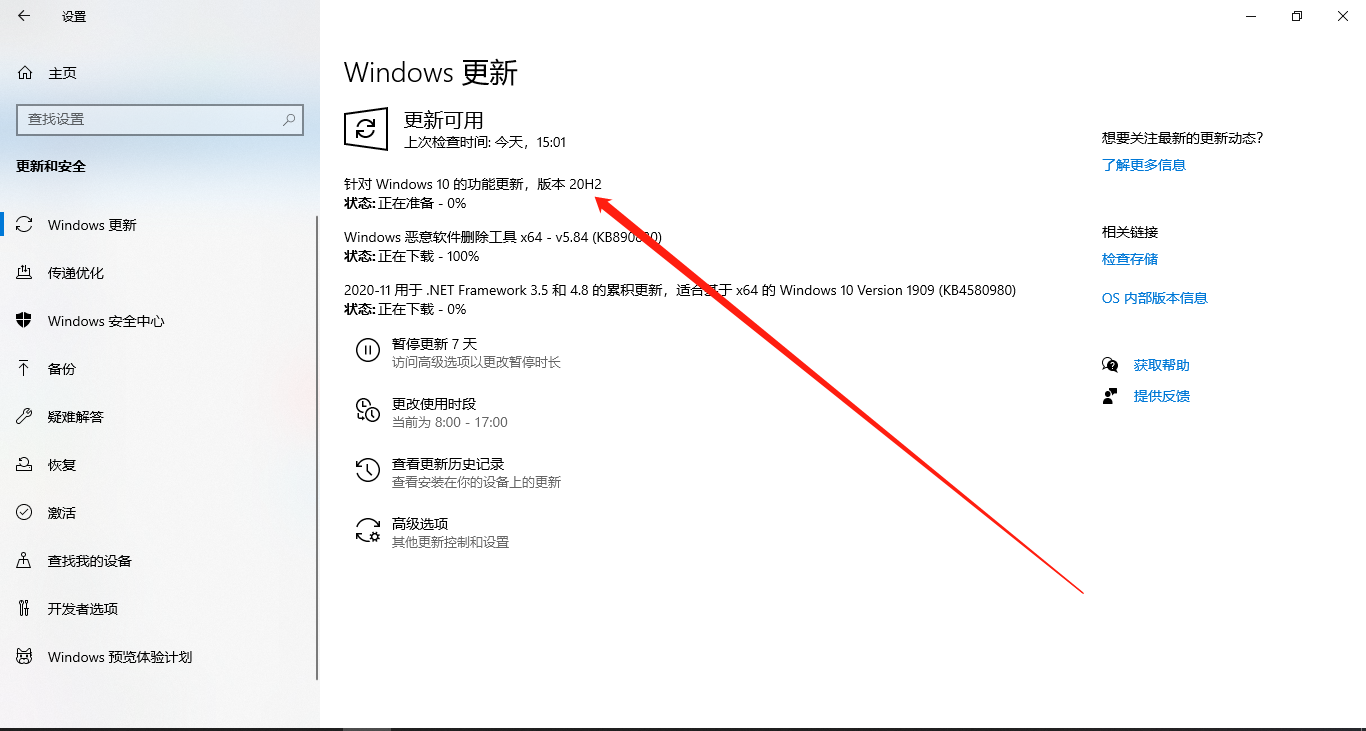 设置
主页
查找设置
更新和安全
Windows 更新
传递优化
Windows 安全中心
备份
疑难解答
恢复
激活
查找我的设备
开发者选项
Windows 预览体验计划
Windows 更新
更新可用
上次检查时间: 今天，15:01
针对 Windows 10 的功能更新，版本 20H2
状态: 正在准备 - 0%
Windows 恶意软件删除工具 x64 - v5.84 (KB890830)
状态: 正在下载 - 100%
2020-11 用于 .NET Framework 3.5 和 4.8 的累积更新，适合基于 x64 的 Windows 10 Version 1909 (KB4580980)
状态: 正在下载 - 0%
暂停更新 7 天
访问高级选项以更改暂停时长
更改使用时段
当前为 8:00 - 17:00
查看更新历史记录
查看安装在你的设备上的更新
高级选项
其他更新控制和设置
想要关注最新的更新动态?
了解更多信息
相关链接
检查存储
OS 内部版本信息
获取帮助
提供反馈